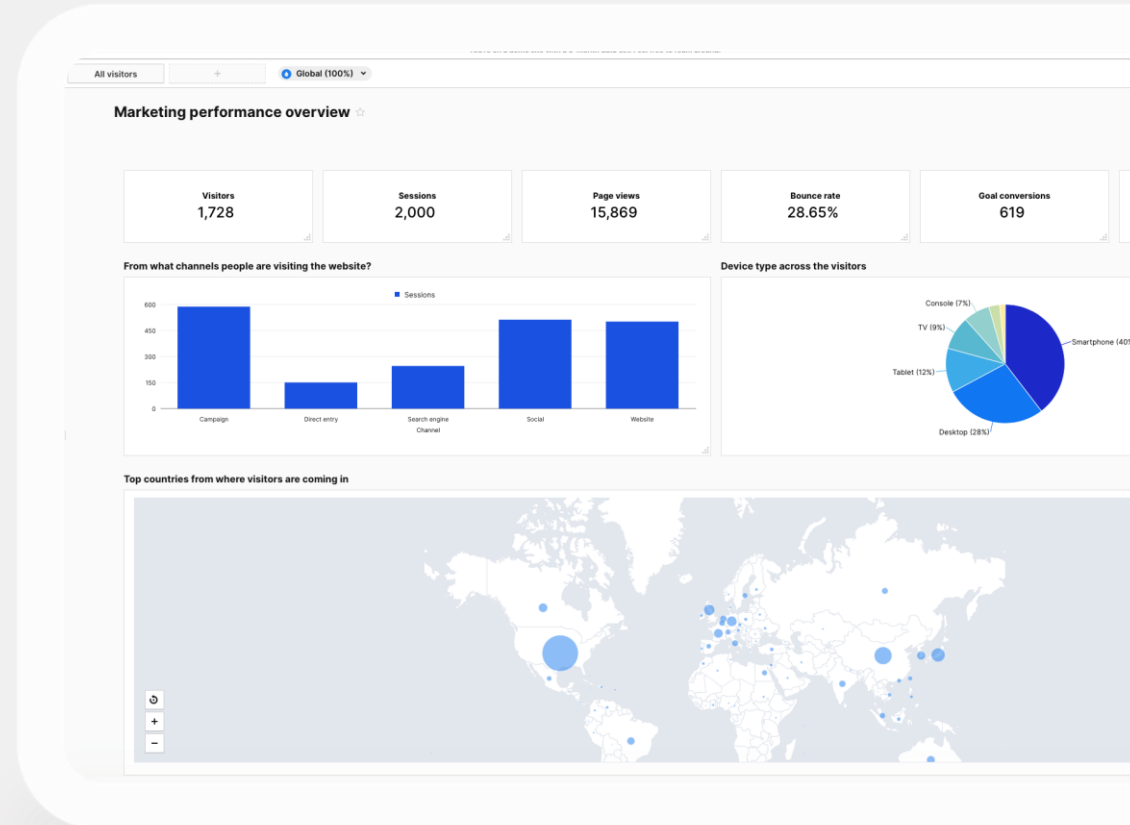 All visitors
+
Global (100%)
Marketing performance overview
Visitors
1,728
Sessions
2,000
Page views
15,869
Bounce rate
28.65%
Goal conversions
619
From what channels people are visiting the website?
Sessions
600
450
300
150
0
Campaign
Direct entry
Search engine
Social
Website
Channel
Device type across the visitors
Console (7%)
TV (9%)
Tablet (12%)
Desktop (28%)
Smartphone (40%
Top countries from where visitors are coming in
+
−